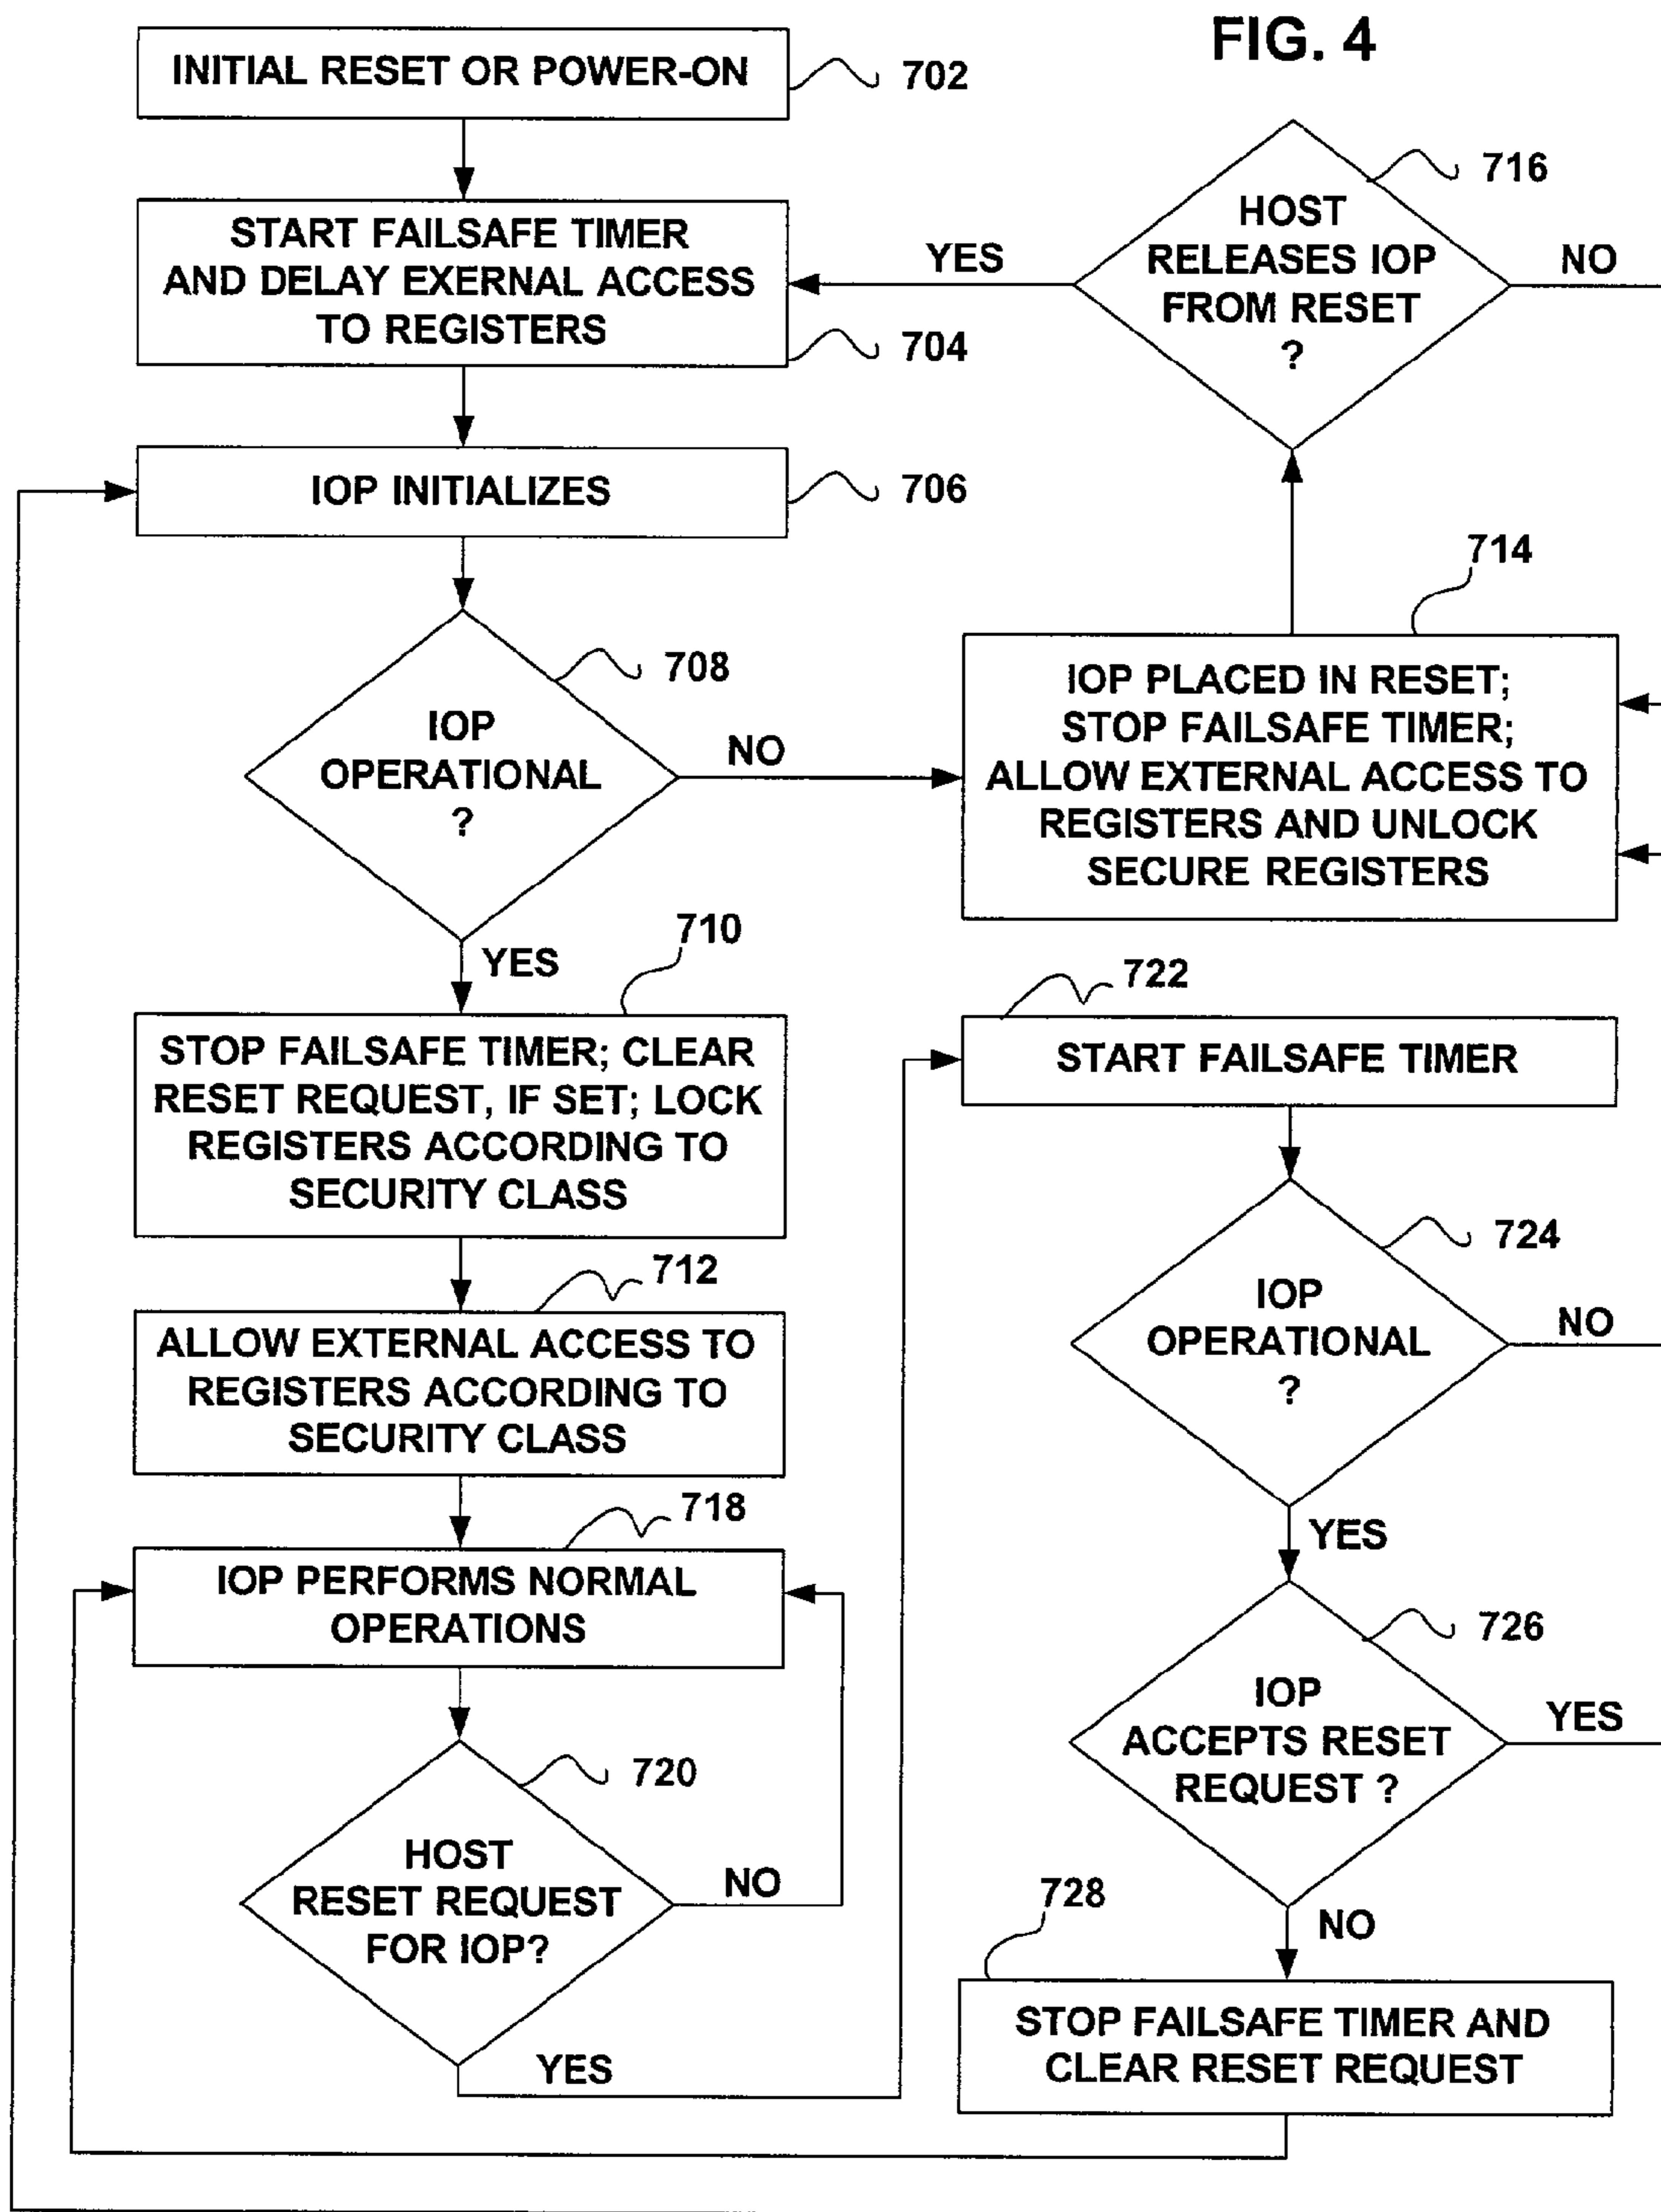 FIG. 4
INITIAL RESET OR POWER-ON
702
START FAILSAFE TIMER
AND DELAY EXERNAL ACCESS
TO REGISTERS
704
IOP INITIALIZES
706
IOP
OPERATIONAL
?
708
NO
YES
710
STOP FAILSAFE TIMER; CLEAR
RESET REQUEST, IF SET; LOCK
REGISTERS ACCORDING TO
SECURITY CLASS
712
ALLOW EXTERNAL ACCESS TO
REGISTERS ACCORDING TO
SECURITY CLASS
718
IOP PERFORMS NORMAL
OPERATIONS
720
HOST
RESET REQUEST
FOR IOP?
NO
YES
716
HOST
RELEASES IOP
FROM RESET
?
YES
NO
714
IOP PLACED IN RESET;
STOP FAILSAFE TIMER;
ALLOW EXTERNAL ACCESS TO
REGISTERS AND UNLOCK
SECURE REGISTERS
722
START FAILSAFE TIMER
724
IOP
OPERATIONAL
?
NO
YES
726
IOP
ACCEPTS RESET
REQUEST ?
YES
NO
728
STOP FAILSAFE TIMER AND
CLEAR RESET REQUEST